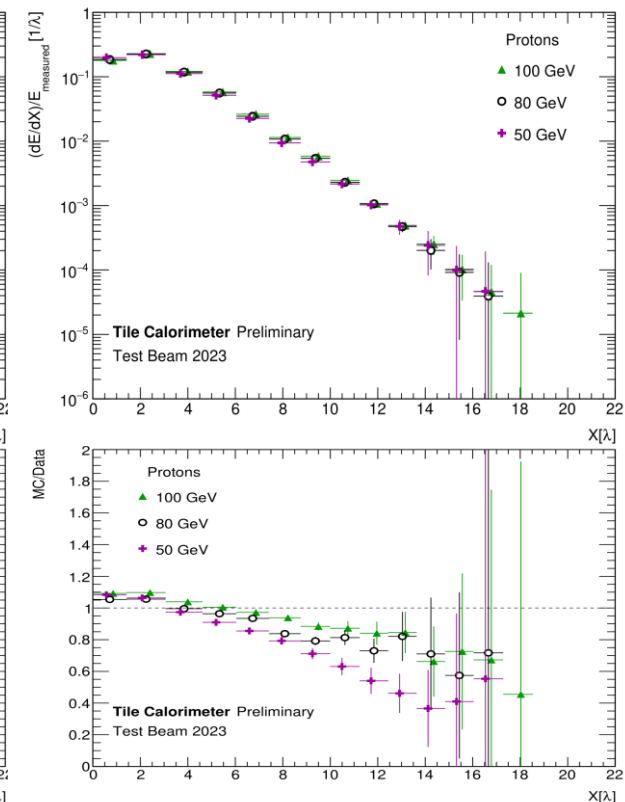 (dE/dX)/E_measured [1/λ]
1
10⁻¹
10⁻²
10⁻³
10⁻⁴
10⁻⁵
10⁻⁶
Protons
100 GeV
80 GeV
50 GeV
Tile Calorimeter Preliminary
Test Beam 2023
22 0 2 4 6 8 10 12 14 16 18 20 22
λ] X[λ]
MC/Data
2
1.8
1.6
1.4
1.2
1
0.8
0.6
0.4
0.2
0
Protons
100 GeV
80 GeV
50 GeV
Tile Calorimeter Preliminary
Test Beam 2023
22 0 2 4 6 8 10 12 14 16 18 20 22
λ] X[λ]